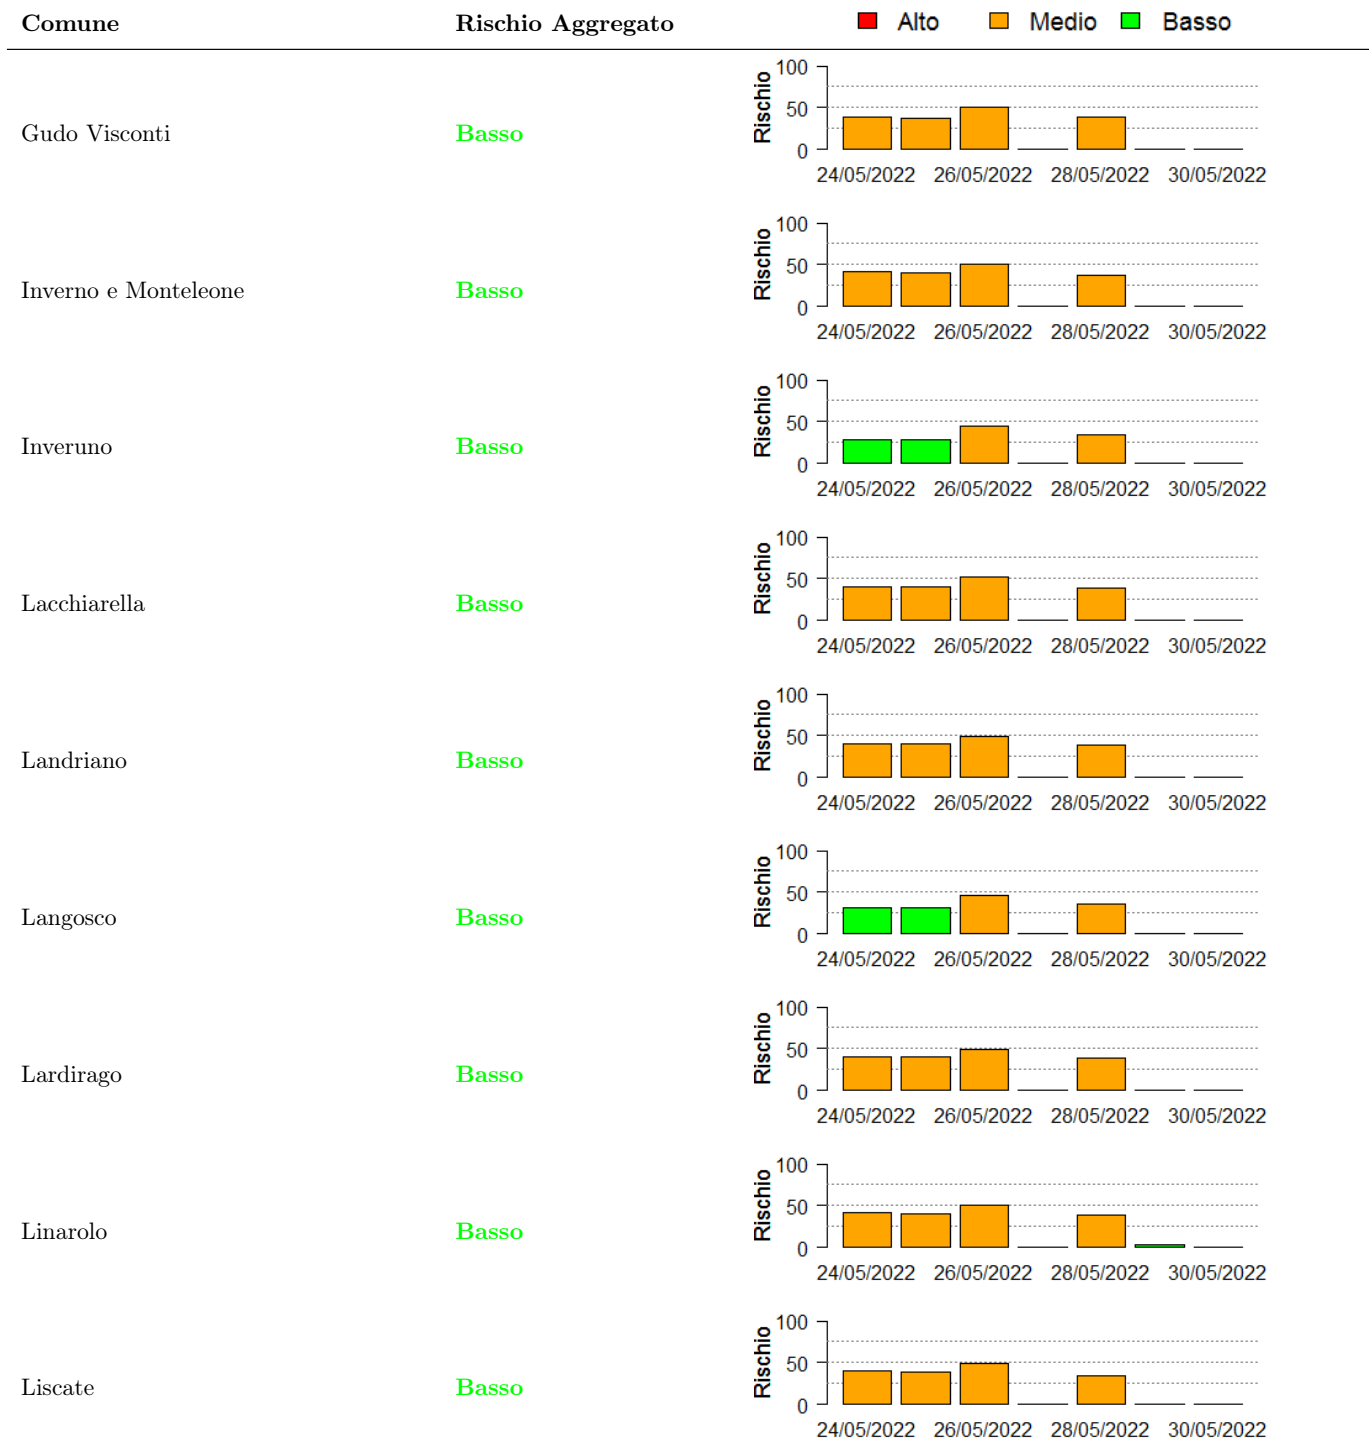 Comune Rischio Aggregato Alto Medio Basso
Gudo Visconti Basso Rischio 100 50 0
24/05/2022 26/05/2022 28/05/2022 30/05/2022
Inverno e Monteleone Basso Rischio 100 50 0
24/05/2022 26/05/2022 28/05/2022 30/05/2022
Inveruno Basso Rischio 100 50 0
24/05/2022 26/05/2022 28/05/2022 30/05/2022
Lacchiarella Basso Rischio 100 50 0
24/05/2022 26/05/2022 28/05/2022 30/05/2022
Landriano Basso Rischio 100 50 0
24/05/2022 26/05/2022 28/05/2022 30/05/2022
Langosco Basso Rischio 100 50 0
24/05/2022 26/05/2022 28/05/2022 30/05/2022
Lardirago Basso Rischio 100 50 0
24/05/2022 26/05/2022 28/05/2022 30/05/2022
Linarolo Basso Rischio 100 50 0
24/05/2022 26/05/2022 28/05/2022 30/05/2022
Liscate Basso Rischio 100 50 0
24/05/2022 26/05/2022 28/05/2022 30/05/2022